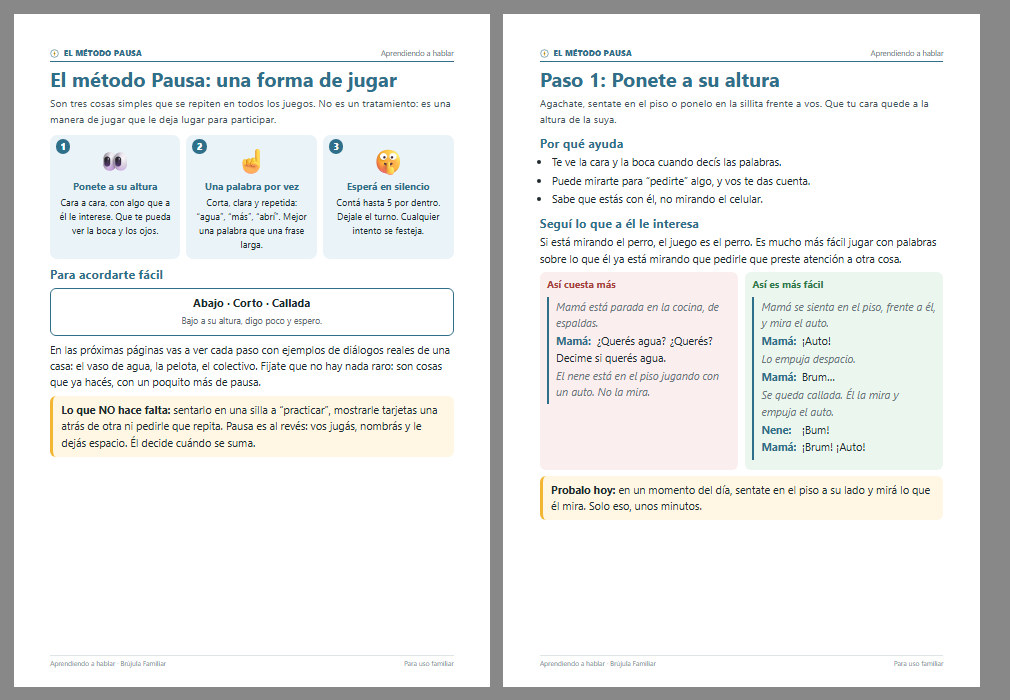 EL MÉTODO PAUSA
Aprendiendo a hablar
El método Pausa: una forma de jugar
Son tres cosas simples que se repiten en todos los juegos. No es un tratamiento: es una
manera de jugar que le deja lugar para participar.
1
Ponete a su altura
Cara a cara, con algo que a
él le interese. Que te pueda
ver la boca y los ojos.
2
Una palabra por vez
Corta, clara y repetida:
“agua”, “más”, “abrí”. Mejor
una palabra que una frase
larga.
3
Esperá en silencio
Contá hasta 5 por dentro.
Dejale el turno. Cualquier
intento se festeja.
Para acordarte fácil
Abajo · Corto · Callada
Bajo a su altura, digo poco y espero.
En las próximas páginas vas a ver cada paso con ejemplos de diálogos reales de una
casa: el vaso de agua, la pelota, el colectivo. Fijate que no hay nada raro: son cosas
que ya hacés, con un poquito más de pausa.
Lo que NO hace falta: sentarlo en una silla a “practicar”, mostrarle tarjetas una
atrás de otra ni pedirle que repita. Pausa es al revés: vos jugás, nombrás y le
dejás espacio. Él decide cuándo se suma.
Aprendiendo a hablar · Brújula Familiar
Para uso familiar
EL MÉTODO PAUSA
Aprendiendo a hablar
Paso 1: Ponete a su altura
Agachate, sentate en el piso o ponelo en la sillita frente a vos. Que tu cara quede a la
altura de la suya.
Por qué ayuda
• Te ve la cara y la boca cuando decís las palabras.
• Puede mirarte para “pedirte” algo, y vos te das cuenta.
• Sabe que estás con él, no mirando el celular.
Seguí lo que a él le interesa
Si está mirando el perro, el juego es el perro. Es mucho más fácil jugar con palabras
sobre lo que él ya está mirando que pedirle que preste atención a otra cosa.
Así cuesta más
Mamá está parada en la cocina, de
espaldas.
Mamá: ¿Querés agua? ¿Querés?
Decime si querés agua.
El nene está en el piso jugando con
un auto. No la mira.
Así es más fácil
Mamá se sienta en el piso, frente a él,
y mira el auto.
Mamá: ¡Auto!
Lo empuja despacio.
Mamá: Brum...
Se queda callada. Él la mira y
empuja el auto.
Nene: ¡Bum!
Mamá: ¡Brum! ¡Auto!
Probalo hoy: en un momento del día, sentate en el piso a su lado y mirá lo que
él mira. Solo eso, unos minutos.
Aprendiendo a hablar · Brújula Familiar
Para uso familiar